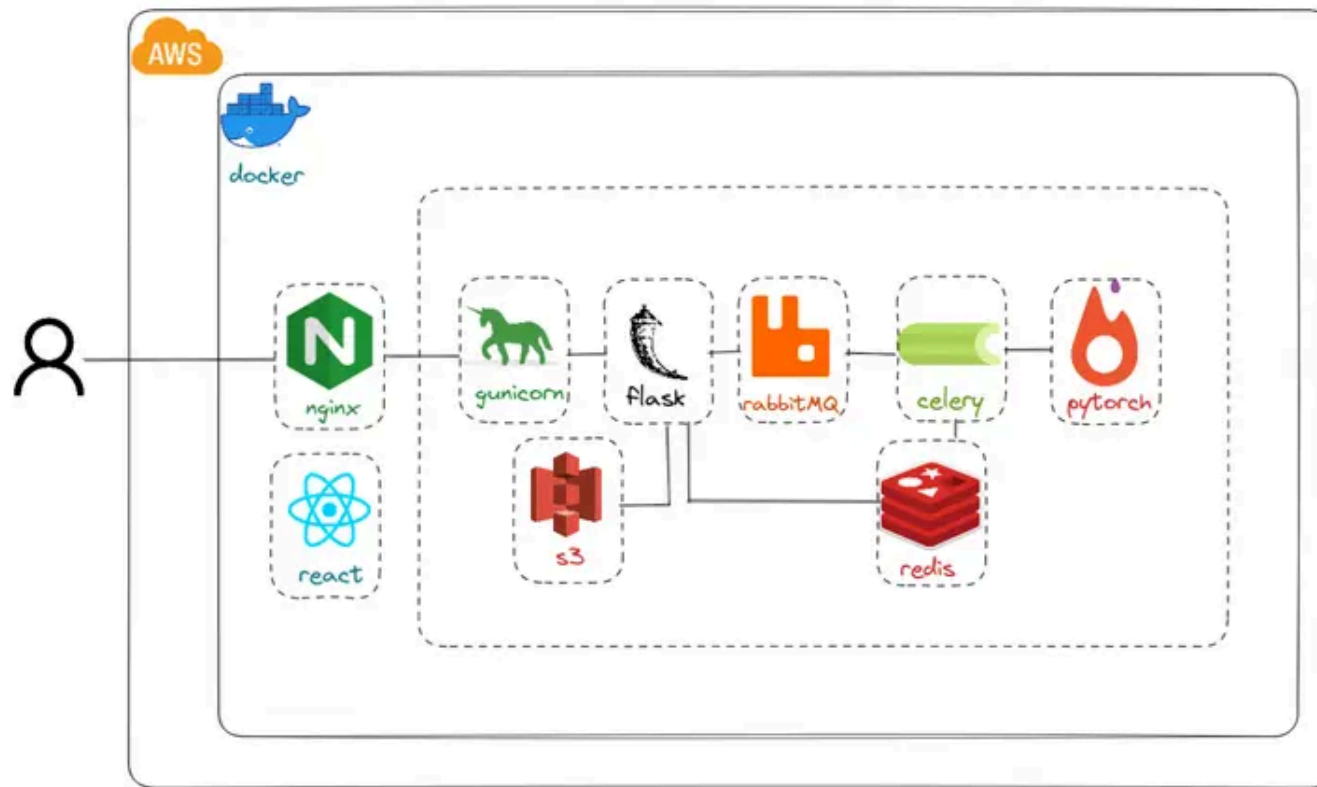 AWS
docker
nginx
gunicorn
flask
rabbitMQ
celery
pytorch
react
s3
redis